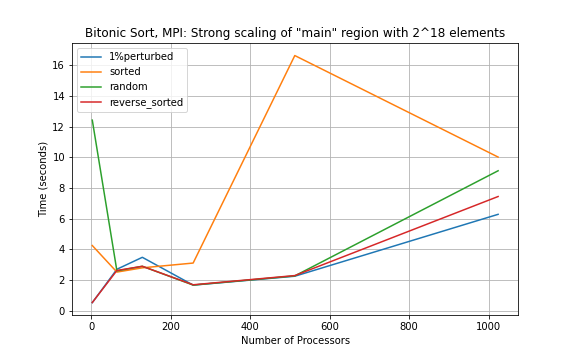 Bitonic Sort, MPI: Strong scaling of "main" region with 2^18 elements
1%perturbed
sorted
random
reverse_sorted
Time (seconds)
16
14
12
10
8
6
4
2
0
0 200 400 600 800 1000
Number of Processors